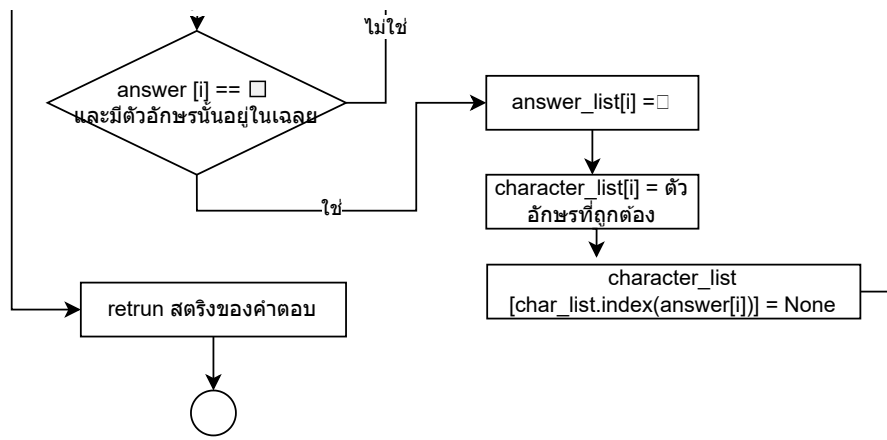 ไม่ใช่
answer [i] == ⬜
และมีตัวอักษรนั้นอยู่ในเฉลย
answer_list[i] =□
character_list[i] = ตัว
อักษรที่ถูกต้อง
ใช่
character_list
[char_list.index(answer[i])] = None
retrun สตริงของคำตอบ